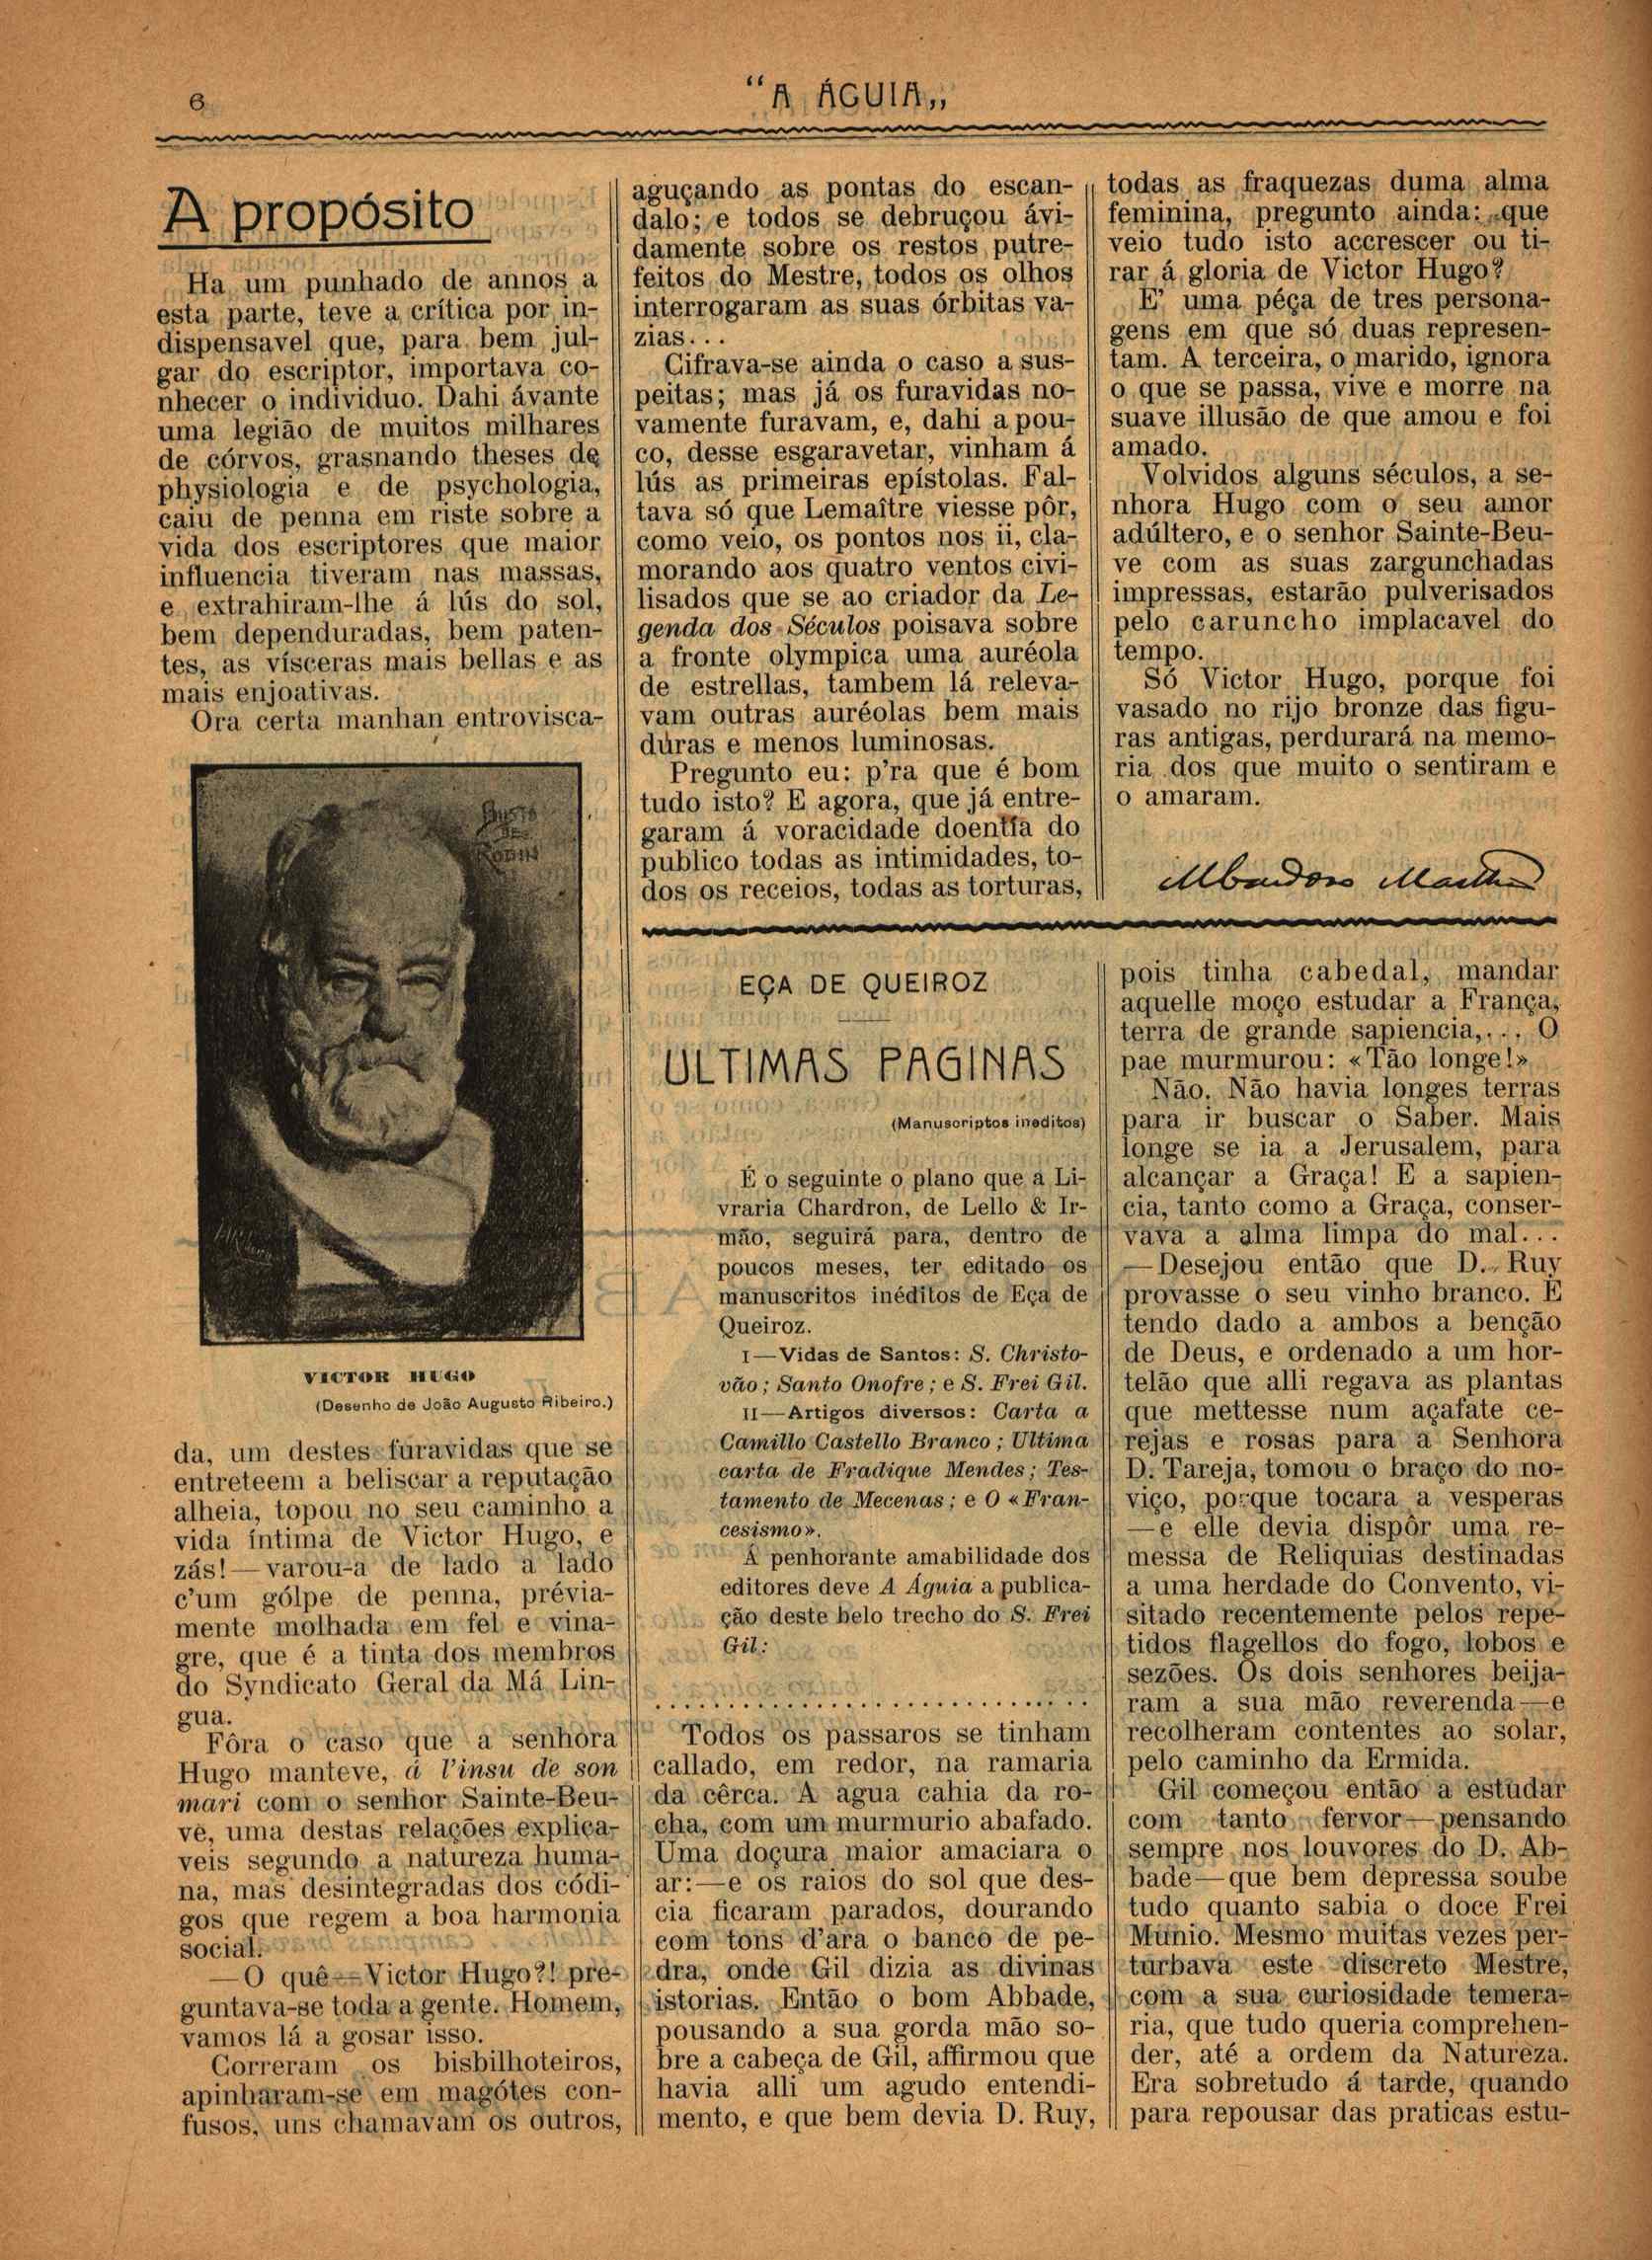 6
“A ÁGUIA„
A propósito
Ha um punhado de annos a
esta parte, teve a crítica por in-
dispensavel que, para bem jul-
gar do escriptor, importava co-
nhecer o individuo. Dahi ávante
uma legião de muitos milhares
de córvos, grasnando theses de
physiologia e de psychologia,
caiu de penna em riste sobre a
vida dos escriptores que maior
influencia tiveram nas massas,
e extrahiram-lhe á lús do sol,
bem dependuradas, bem paten-
tes, as vísceras mais bellas e as
mais enjoativas.
Ora certa manhan entrovisca-
BUSTO
DE
RODIN
VICTOR HUGO
(Desenho de João Augusto Ribeiro.)
da, um destes furavidas que se
entreteem a beliscar a reputação
alheia, topou no seu caminho a
vida íntima de Victor Hugo, e
zás!—varou-a de lado a lado
c'um gólpe de penna, prévia-
mente molhada em fel e vina-
gre, que é a tinta dos membros
do Syndicato Geral da Má Lin-
gua.
Fôra o caso que a senhora
Hugo manteve, á l'insu de son
mari com o senhor Sainte-Beu-
ve, uma destas relações explica-
veis segundo a natureza huma-
na, mas desintegradas dos códi-
gos que regem a boa harmonia
social.
—O quê—Victor Hugo?! pre-
guntava-se toda a gente. Homem,
vamos lá a gosar isso.
Correram os bisbilhoteiros,
apinharam-se em magótes con-
fusos, uns chamavam os outros,
aguçando as pontas do escan-
dalo; e todos se debruçou ávi-
damente sobre os restos putre-
feitos do Mestre, todos os olhos
interrogaram as suas órbitas va-
zias...
Cifrava-se ainda o caso a sus-
peitas; mas já os furavidas no-
vamente furavam, e, dahi a pou-
co, desse esgaravetar, vinham á
lús as primeiras epístolas. Fal-
tava só que Lemaître viesse pôr,
como veio, os pontos nos ii, cla-
morando aos quatro ventos civi-
lisados que se ao criador da Le-
genda dos Séculos poisava sobre
a fronte olympica uma auréola
de estrellas, tambem lá releva-
vam outras auréolas bem mais
duras e menos luminosas.
Pregunto eu: p'ra que é bom
tudo isto? E agora, que já entre-
garam á voracidade doentía do
publico todas as intimidades, to-
dos os receios, todas as torturas,
todas as fraquezas duma alma
feminina, pregunto ainda: que
veio tudo isto accrescer ou ti-
rar á gloria de Victor Hugo?
E' uma péça de tres persona-
gens em que só duas represen-
tam. A terceira, o marido, ignora
o que se passa, vive e morre na
suave illusão de que amou e foi
amado.
Volvidos alguns séculos, a se-
nhora Hugo com o seu amor
adúltero, e o senhor Sainte-Beu-
ve com as suas zargunchadas
impressas, estarão pulverisados
pelo caruncho implacavel do
tempo.
Só Victor Hugo, porque foi
vasado no rijo bronze das figu-
ras antigas, perdurará na memo-
ria dos que muito o sentiram e
o amaram.
EÇA DE QUEIROZ
ULTIMAS PAGINAS
(Manuscriptos ineditos)
É o seguinte o plano que a Li-
vraria Chardron, de Lello & Ir-
mão, seguirá para, dentro de
poucos meses, ter editado os
manuscritos inéditos de Eça de
Queiroz.
I—Vidas de Santos: S. Christo-
vão; Santo Onofre; e S. Frei Gil.
II—Artigos diversos: Carta a
Camillo Castello Branco; Ultima
carta de Fradique Mendes; Tes-
tamento de Mecenas; e O «Fran-
cesismo».
Á penhorante amabilidade dos
editores deve A Águia a publica-
ção deste belo trecho do S. Frei
Gil:
..............................
Todos os passaros se tinham
callado, em redor, na ramaria
da cêrca. A agua cahia da ro-
cha, com um murmurio abafado.
Uma doçura maior amaciara o
ar:—e os raios do sol que des-
cia ficaram parados, dourando
com tons d'ara o banco de pe-
dra, onde Gil dizia as divinas
istorias. Então o bom Abbade,
pousando a sua gorda mão so-
bre a cabeça de Gil, affirmou que
havia alli um agudo entendi-
mento, e que bem devia D. Ruy,
pois tinha cabedal, mandar
aquelle moço estudar a França,
terra de grande sapiencia,... O
pae murmurou: «Tão longe!»
Não. Não havia longes terras
para ir buscar o Saber. Mais
longe se ia a Jerusalem, para
alcançar a Graça! E a sapien-
cia, tanto como a Graça, conser-
vava a alma limpa do mal...
—Desejou então que D. Ruy
provasse o seu vinho branco. E
tendo dado a ambos a benção
de Deus, e ordenado a um hor-
telão que alli regava as plantas
que mettesse num açafate ce-
rejas e rosas para a Senhora
D. Tareja, tomou o braço do no-
viço, porque tocara a vesperas
—e elle devia dispôr uma re-
messa de Reliquias destinadas
a uma herdade do Convento, vi-
sitado recentemente pelos repe-
tidos flagellos do fogo, lobos e
sezões. Os dois senhores beija-
ram a sua mão reverenda—e
recolheram contentes ao solar,
pelo caminho da Ermida.
Gil começou então a estudar
com tanto fervor—pensando
sempre nos louvores do D. Ab-
bade—que bem depressa soube
tudo quanto sabia o doce Frei
Munio. Mesmo muitas vezes per-
turbava este discreto Mestre,
com a sua curiosidade temera-
ria, que tudo queria comprehen-
der, até a ordem da Natureza.
Era sobretudo á tarde, quando
para repousar das praticas estu-